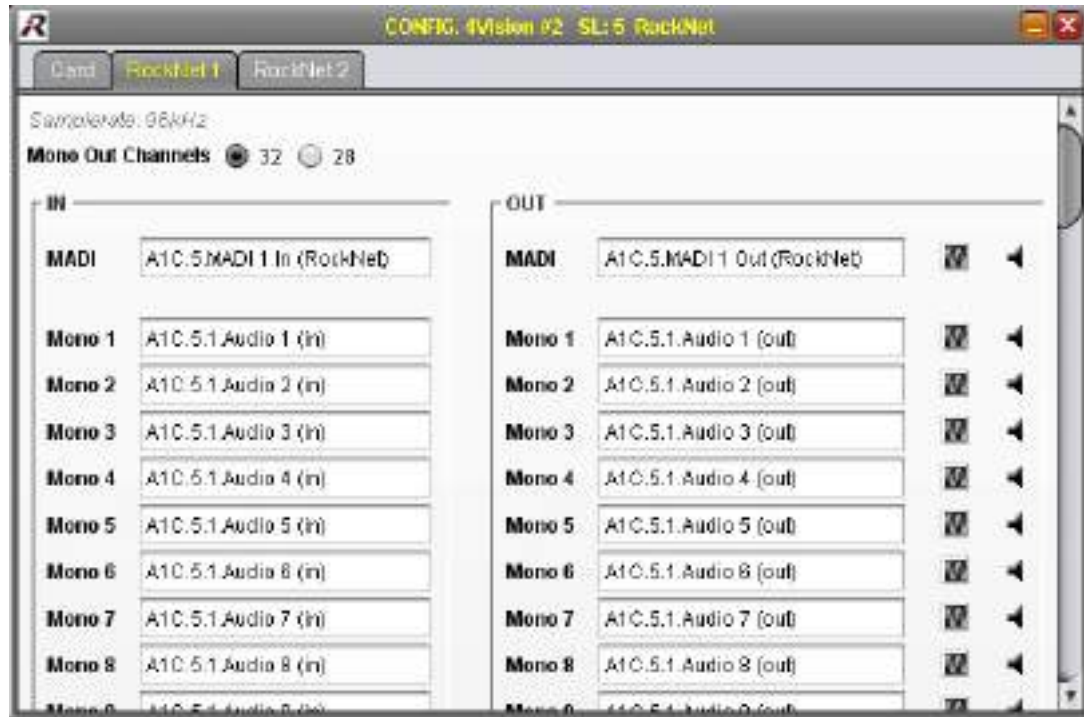 R
CONFIG. 4Vision #2 SL: 5 RockNet
Card RockNet 1 RockNet 2
Samplerate: 96kHz
Mono Out Channels 32 28
IN OUT
MADI A1C.5.MADI 1 In (RockNet) MADI A1C.5.MADI 1 Out (RockNet)
Mono 1 A1C.5.1.Audio 1 (in) Mono 1 A1C.5.1.Audio 1 (out)
Mono 2 A1C.5.1.Audio 2 (in) Mono 2 A1C.5.1.Audio 2 (out)
Mono 3 A1C.5.1.Audio 3 (in) Mono 3 A1C.5.1.Audio 3 (out)
Mono 4 A1C.5.1.Audio 4 (in) Mono 4 A1C.5.1.Audio 4 (out)
Mono 5 A1C.5.1.Audio 5 (in) Mono 5 A1C.5.1.Audio 5 (out)
Mono 6 A1C.5.1.Audio 6 (in) Mono 6 A1C.5.1.Audio 6 (out)
Mono 7 A1C.5.1.Audio 7 (in) Mono 7 A1C.5.1.Audio 7 (out)
Mono 8 A1C.5.1.Audio 8 (in) Mono 8 A1C.5.1.Audio 8 (out)